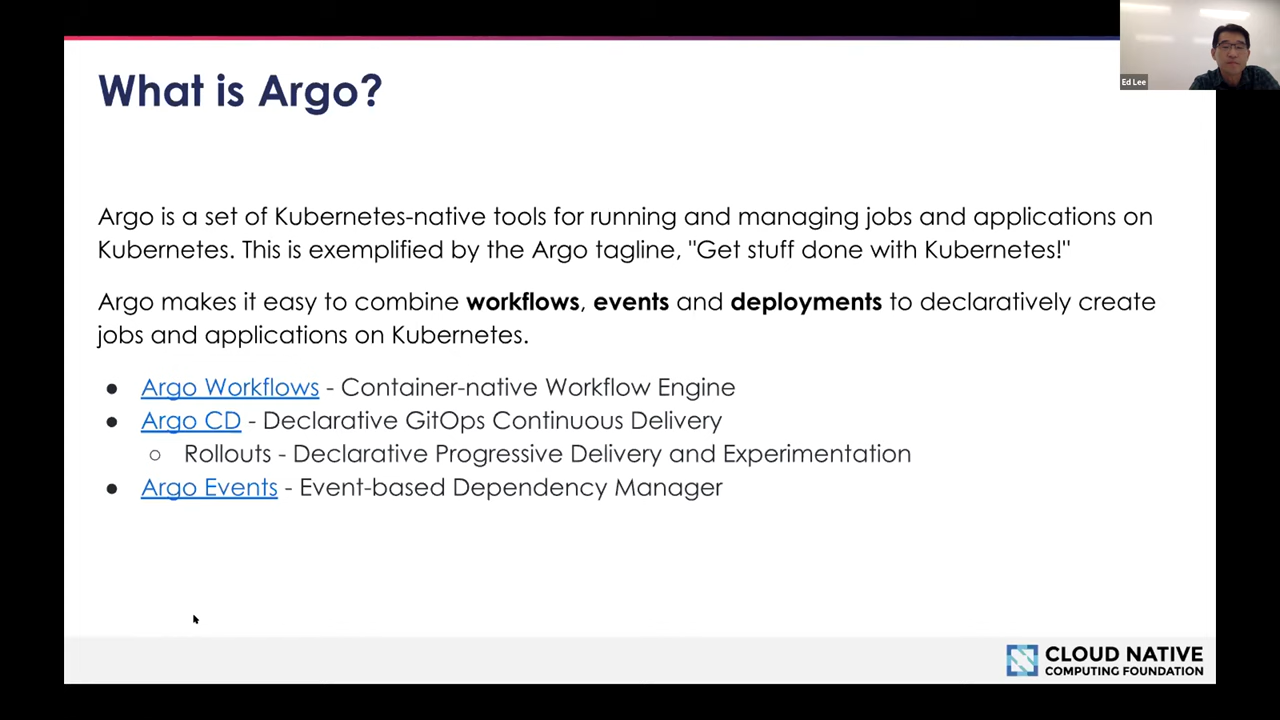 What is Argo?
Ed Lee
Argo is a set of Kubernetes-native tools for running and managing jobs and applications on
Kubernetes. This is exemplified by the Argo tagline, "Get stuff done with Kubernetes!"
Argo makes it easy to combine workflows, events and deployments to declaratively create
jobs and applications on Kubernetes.
● Argo Workflows - Container-native Workflow Engine
● Argo CD - Declarative GitOps Continuous Delivery
○ Rollouts - Declarative Progressive Delivery and Experimentation
● Argo Events - Event-based Dependency Manager
CLOUD NATIVE
COMPUTING FOUNDATION